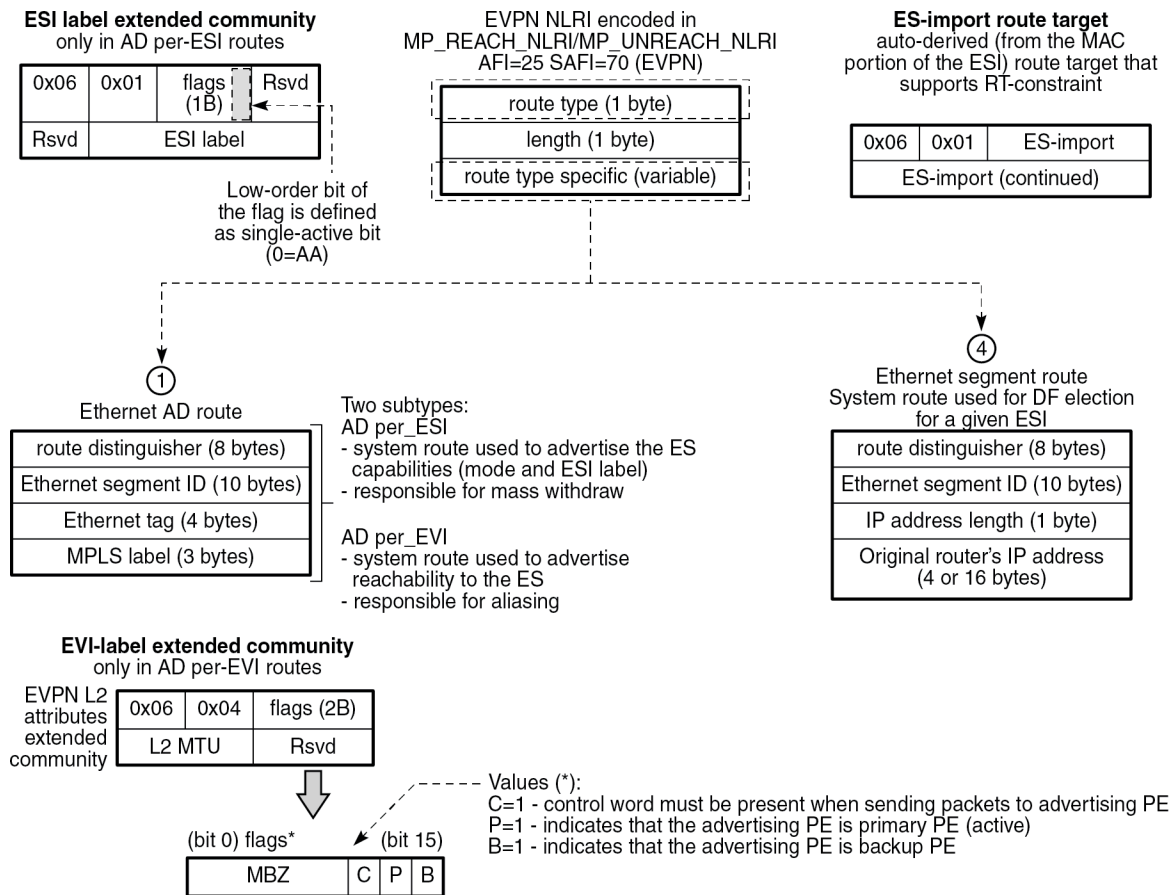 ESI label extended community
only in AD per-ESI routes
0x06
0x01
flags
(1B)
Rsvd
Rsvd
ESI label
Low-order bit of
the flag is defined
as single-active bit
(0=AA)
EVPN NLRI encoded in
MP_REACH_NLRI/MP_UNREACH_NLRI
AFI=25 SAFI=70 (EVPN)
route type (1 byte)
length (1 byte)
route type specific (variable)
ES-import route target
auto-derived (from the MAC
portion of the ESI) route target that
supports RT-constraint
0x06
0x01
ES-import
ES-import (continued)
1
Ethernet AD route
route distinguisher (8 bytes)
Ethernet segment ID (10 bytes)
Ethernet tag (4 bytes)
MPLS label (3 bytes)
Two subtypes:
AD per_ESI
- system route used to advertise the ES
capabilities (mode and ESI label)
- responsible for mass withdraw
AD per_EVI
- system route used to advertise
reachability to the ES
- responsible for aliasing
4
Ethernet segment route
System route used for DF election
for a given ESI
route distinguisher (8 bytes)
Ethernet segment ID (10 bytes)
IP address length (1 byte)
Original router's IP address
(4 or 16 bytes)
EVI-label extended community
only in AD per-EVI routes
EVPN L2
attributes
extended
community
0x06
0x04
flags (2B)
L2 MTU
Rsvd
Values (*):
C=1 - control word must be present when sending packets to advertising PE
P=1 - indicates that the advertising PE is primary PE (active)
B=1 - indicates that the advertising PE is backup PE
(bit 0) flags*
(bit 15)
MBZ
C
P
B